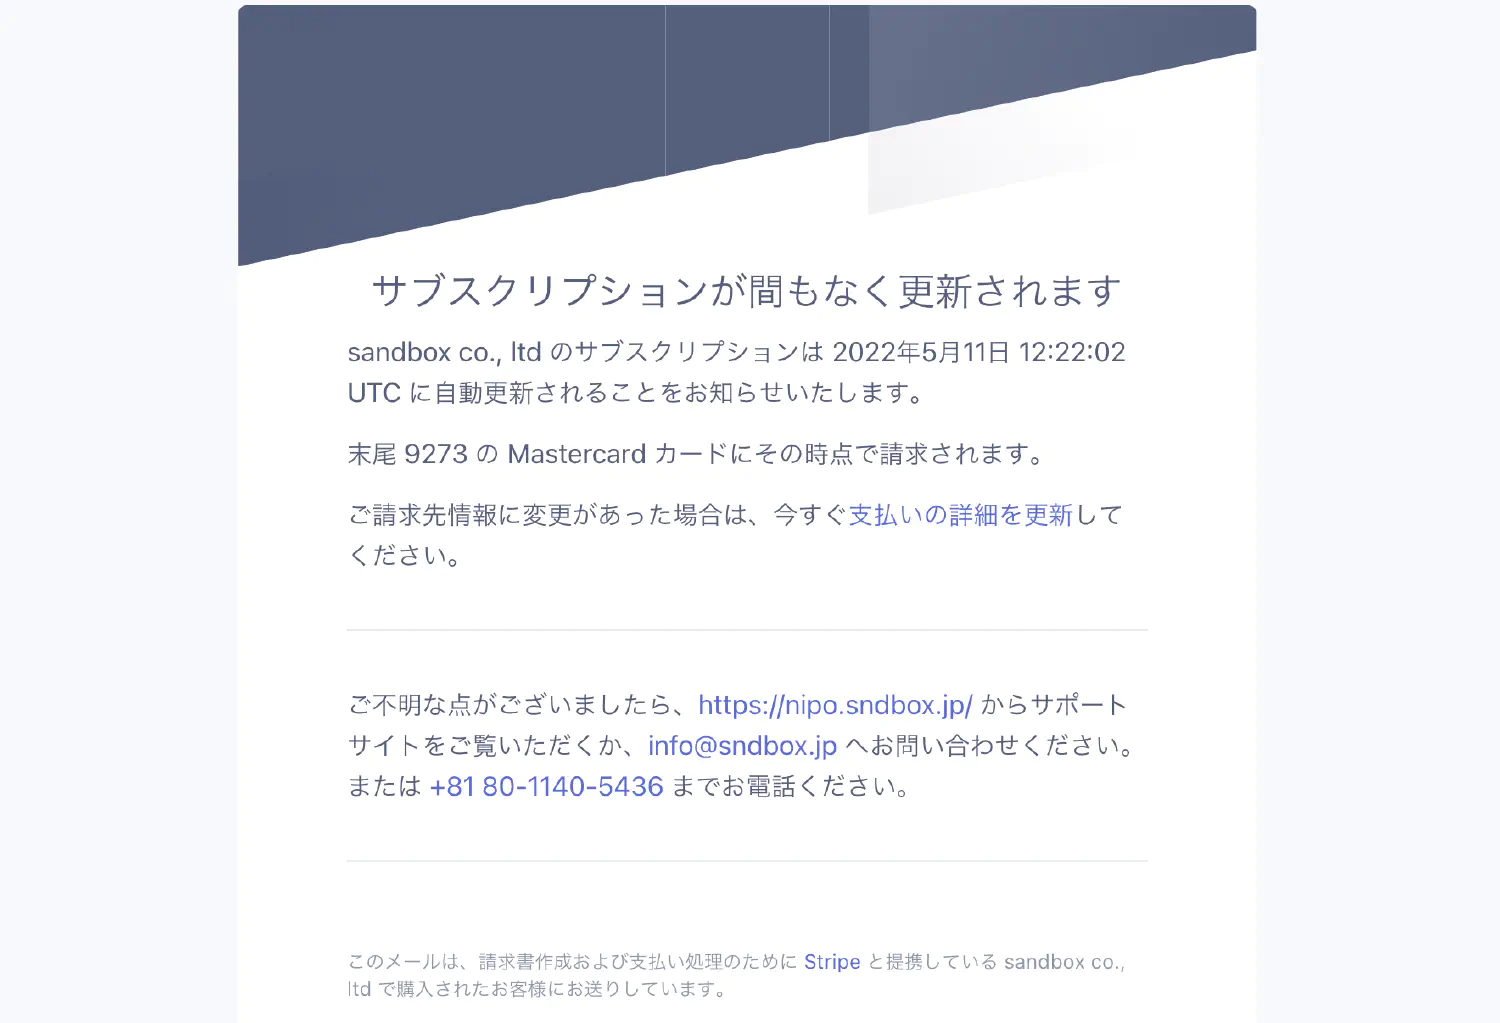 サブスクリプションが間もなく更新されます
sandbox co., ltd のサブスクリプションは 2022年5月11日 12:22:02
UTC に自動更新されることをお知らせいたします。
末尾 9273 の Mastercard カードにその時点で請求されます。
ご請求先情報に変更があった場合は、今すぐ支払いの詳細を更新して
ください。
ご不明な点がございましたら、https://nipo.sndbox.jp/ からサポート
サイトをご覧いただくか、info@sndbox.jp へお問い合わせください。
または +81 80-1140-5436 までお電話ください。
このメールは、請求書作成および支払い処理のために Stripe と提携している sandbox co.,
ltd で購入されたお客様にお送りしています。